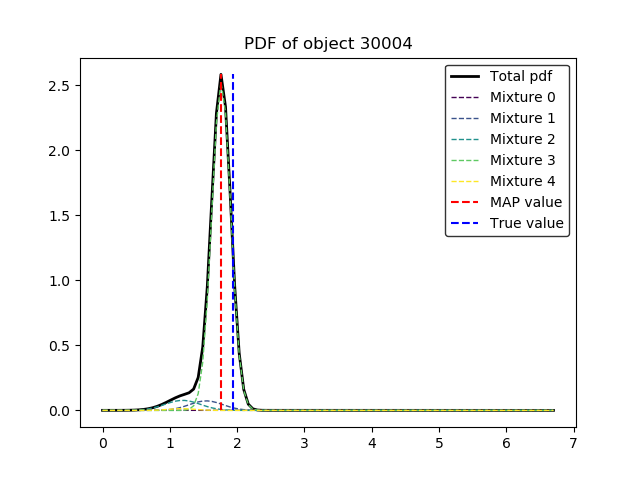 PDF of object 30004
2.5
2.0
1.5
1.0
0.5
0.0
0 1 2 3 4 5 6 7
Total pdf
Mixture 0
Mixture 1
Mixture 2
Mixture 3
Mixture 4
MAP value
True value